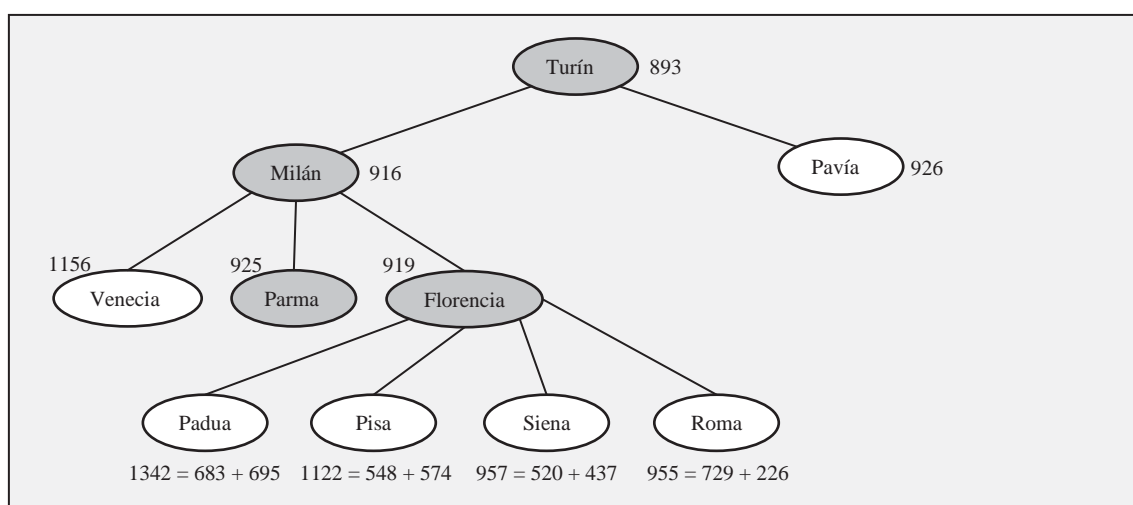 Turín 893
Milán 916
Pavía 926
1156 925 919
Venecia Parma Florencia
Padua Pisa Siena Roma
1342 = 683 + 695 1122 = 548 + 574 957 = 520 + 437 955 = 729 + 226